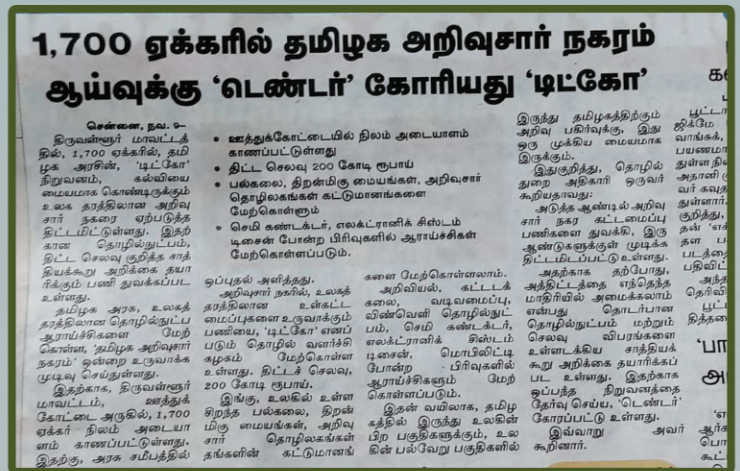 1,700 ஏக்கரில் தமிழக அறிவுசார் நகரம்
ஆய்வுக்கு ‘டெண்டர்’ கோரியது ‘டிட்கோ’
சென்னை, நவ. 9–
திருவள்ளூர் மாவட்டத்
தில், 1,700 ஏக்கரில், தமி
ழக அரசின், ‘டிட்கோ’
நிறுவனம், கல்வியை
மையமாக கொண்டிருக்கும்
உலக தரத்திலான அறிவு
சார் நகரை ஏற்படுத்த
திட்டமிட்டுள்ளது. இதற்
கான தொழில்நுட்பம்,
திட்ட செலவு குறித்த சாத்
தியக்கூறு அறிக்கை தயா
ரிக்கும் பணி துவக்கப்பட
உள்ளது.
தமிழக அரசு, உலகத்
தரத்திலான தொழில்நுட்ப
ஆராய்ச்சிகளை மேற்
கொள்ள, ‘தமிழக அறிவுசார்
நகரம்’ ஒன்றை உருவாக்க
முடிவு செய்துள்ளது.
இதற்காக, திருவள்ளூர்
மாவட்டம், ஊத்துக்
கோட்டை அருகில், 1,700
ஏக்கர் நிலம் அடையா
ளம் காணப்பட்டுள்ளது.
இதற்கு, அரசு சமீபத்தில்
● ஊத்துக்கோட்டையில் நிலம் அடையாளம்
காணப்பட்டுள்ளது
● திட்ட செலவு 200 கோடி ரூபாய்
● பல்கலை, திறன்மிகு மையங்கள், அறிவுசார்
தொழிலகங்கள் கட்டுமானங்களை
மேற்கொள்ளும்
● செமி கண்டக்டர், எலக்ட்ரானிக் சிஸ்டம்
டிசைன் போன்ற பிரிவுகளில் ஆராய்ச்சிகள்
மேற்கொள்ளப்படும்.
ஒப்புதல் அளித்தது.
அறிவுசார் நகரில், உலகத்
தரத்திலான உள்கட்ட
மைப்புகளை உருவாக்கும்
பணியை, ‘டிட்கோ’ எனப்
படும் தொழில் வளர்ச்சி
கழகம் மேற்கொள்ள
உள்ளது. திட்டச் செலவு,
200 கோடி ரூபாய்.
இங்கு, உலகில் உள்ள
சிறந்த பல்கலை, திறன்
மிகு மையங்கள், அறிவு
சார் தொழிலகங்கள்
தங்களின் கட்டுமானங்
களை மேற்கொள்ளலாம்.
அறிவியல், கட்டடக்
கலை, வடிவமைப்பு,
விண்வெளி தொழில்நுட்
பம், செமி கண்டக்டர்,
எலக்ட்ரானிக் சிஸ்டம்
டிசைன், மொபிலிட்டி
போன்ற பிரிவுகளில்
ஆராய்ச்சிகளும் மேற்
கொள்ளப்படும்.
இதன் வாயிலாக, தமிழ
கத்தில் இருந்து உலகின்
பிற பகுதிகளுக்கும், உல
கின் பல்வேறு பகுதிகளில்
இருந்து தமிழகத்திற்கும்
அறிவு பகிர்வுக்கு, இது
ஒரு முக்கிய மையமாக
இருக்கும்.
இதுகுறித்து, தொழில்
துறை அதிகாரி ஒருவர்
கூறியதாவது:
அடுத்த ஆண்டில் அறிவு
சார் நகர கட்டமைப்பு
பணிகளை துவக்கி, இரு
ஆண்டுகளுக்குள் முடிக்க
திட்டமிடப்பட்டு உள்ளது.
அதற்காக தற்போது,
அத்திட்டத்தை எந்தெந்த
மாதிரியில் அமைக்கலாம்
என்பது தொடர்பான
தொழில்நுட்பம் மற்றும்
செலவு விபரங்களை
உள்ளடக்கிய சாத்தியக்
கூறு அறிக்கை தயாரிக்கப்
பட உள்ளது. இதற்காக
ஒப்பந்த நிறுவனத்தை
தேர்வு செய்ய, ‘டெண்டர்’
கோரப்பட்டு உள்ளது.
இவ்வாறு அவர்
கூறினார்.